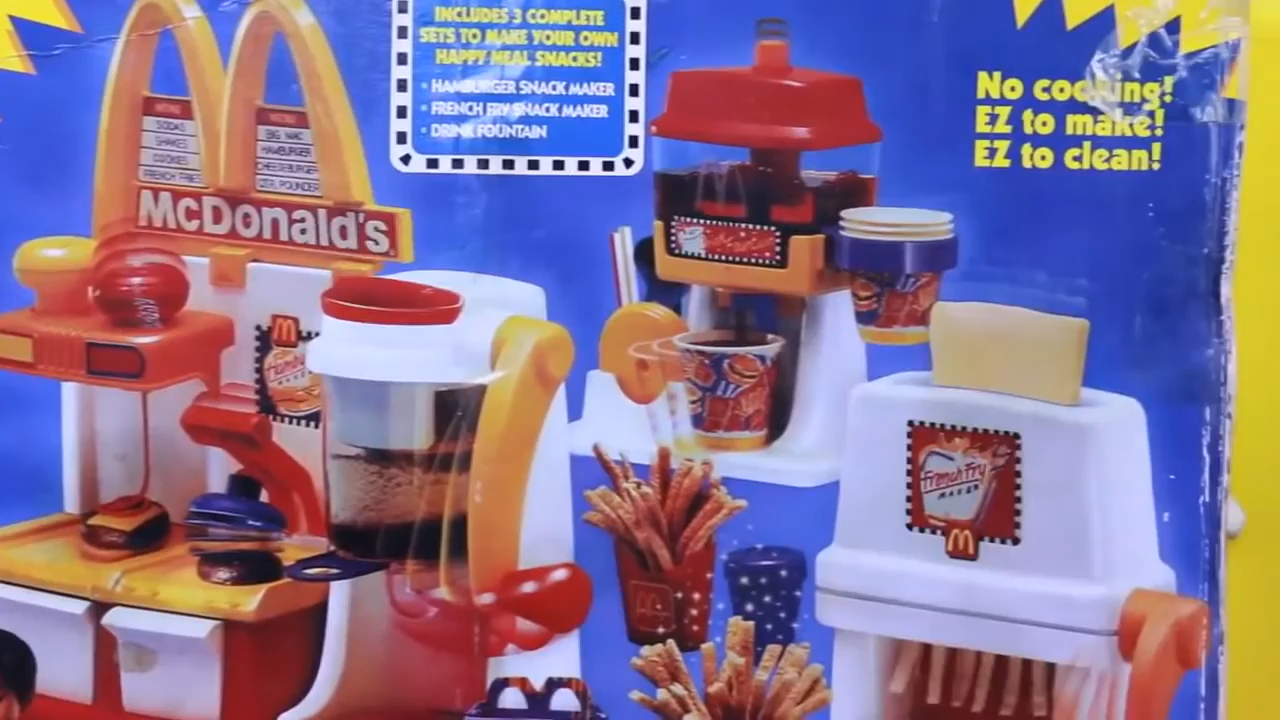 INCLUDES 3 COMPLETE
SETS TO MAKE YOUR OWN
HAPPY MEAL SNACKS!
• HAMBURGER SNACK MAKER
• FRENCH FRY SNACK MAKER
• DRINK FOUNTAIN
No cooking!
EZ to make!
EZ to clean!
MENU
SODAS
SHAKES
COOKIES
FRENCH FRIES
MENU
BIG MAC
HAMBURGER
CHEESEBURGER
QTR. POUNDER
McDonald's
French Fry
MAKER